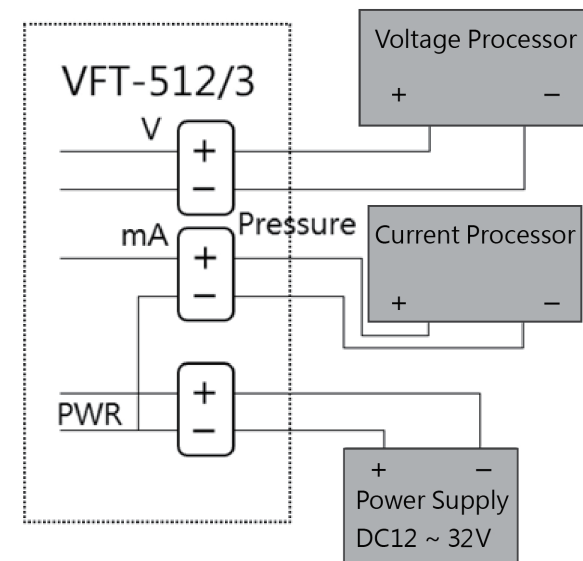 VFT-512/3
V
+
−
mA
Pressure
+
−
PWR
+
−
Voltage Processor
+ −
Current Processor
+ −
+ −
Power Supply
DC12 ~ 32V